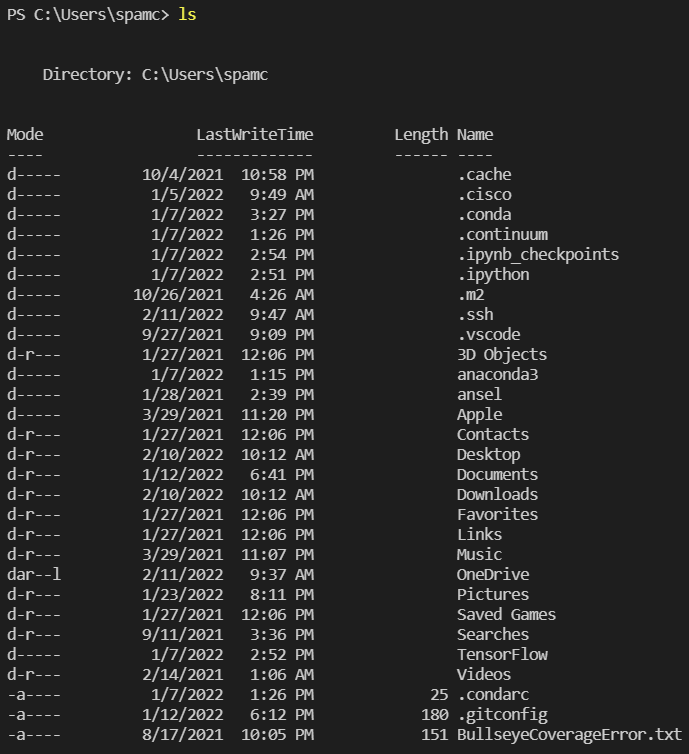 PS C:\Users\spamc> ls
Directory: C:\Users\spamc
Mode LastWriteTime Length Name
---- ------------- ------ ----
d----- 10/4/2021 10:58 PM .cache
d----- 1/5/2022 9:49 AM .cisco
d----- 1/7/2022 3:27 PM .conda
d----- 1/7/2022 1:26 PM .continuum
d----- 1/7/2022 2:54 PM .ipynb_checkpoints
d----- 1/7/2022 2:51 PM .ipython
d----- 10/26/2021 4:26 AM .m2
d----- 2/11/2022 9:47 AM .ssh
d----- 9/27/2021 9:09 PM .vscode
d-r--- 1/27/2021 12:06 PM 3D Objects
d----- 1/7/2022 1:15 PM anaconda3
d----- 1/28/2021 2:39 PM ansel
d----- 3/29/2021 11:20 PM Apple
d-r--- 1/27/2021 12:06 PM Contacts
d-r--- 2/10/2022 10:12 AM Desktop
d-r--- 1/12/2022 6:41 PM Documents
d-r--- 2/10/2022 10:12 AM Downloads
d-r--- 1/27/2021 12:06 PM Favorites
d-r--- 1/27/2021 12:06 PM Links
d-r--- 3/29/2021 11:07 PM Music
dar--l 2/11/2022 9:37 AM OneDrive
d-r--- 1/23/2022 8:11 PM Pictures
d-r--- 1/27/2021 12:06 PM Saved Games
d-r--- 9/11/2021 3:36 PM Searches
d----- 1/7/2022 2:52 PM TensorFlow
d-r--- 2/14/2021 1:06 AM Videos
-a---- 1/7/2022 1:26 PM 25 .condarc
-a---- 1/12/2022 6:12 PM 180 .gitconfig
-a---- 8/17/2021 10:05 PM 151 BullseyeCoverageError.txt